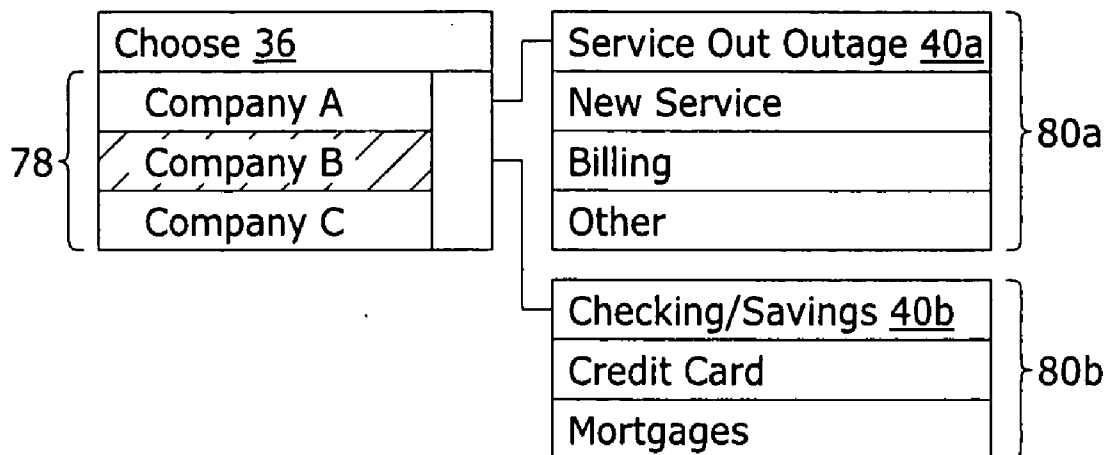 Choose 36
Company A
78
Company B
Company C
Service Out Outage 40a
New Service
80a
Billing
Other
Checking/Savings 40b
Credit Card
80b
Mortgages